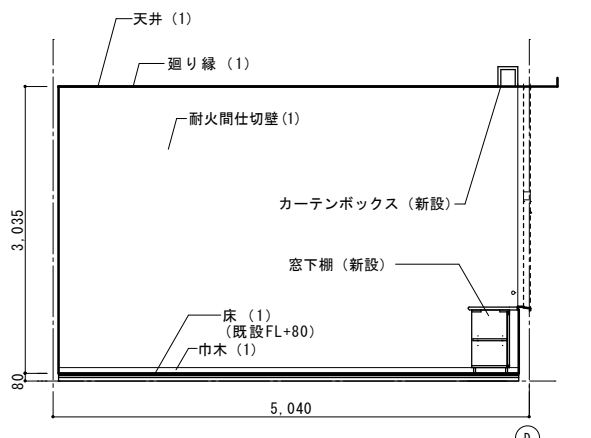 天井（1）
廻り縁（1）
耐火間仕切壁(1)
カーテンボックス（新設）
3,035
窓下棚（新設）
床（1）
（既設FL+80）
巾木（1）
80
5,040